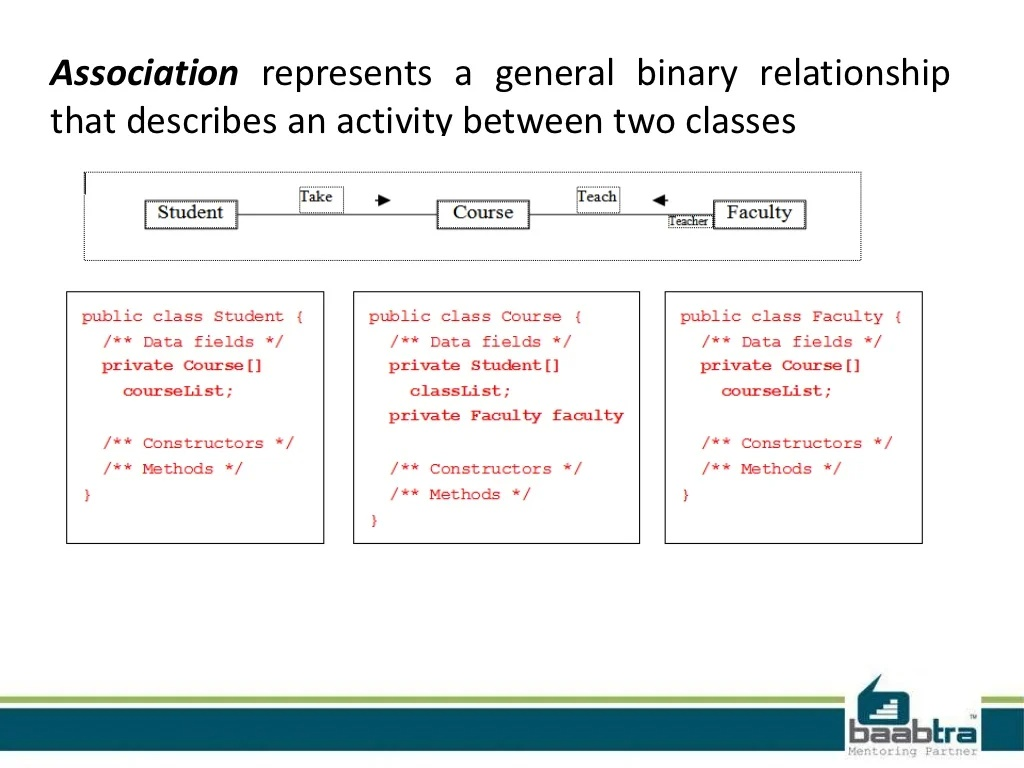 Association represents a general binary relationship
that describes an activity between two classes
Take
Teach
Student
Course
Teacher
Faculty
public class Student {
/** Data fields */
private Course[]
courseList;
/** Constructors */
/** Methods */
}
public class Course {
/** Data fields */
private Student[]
classList;
private Faculty faculty
/** Constructors */
/** Methods */
}
public class Faculty {
/** Data fields */
private Course[]
courseList;
/** Constructors */
/** Methods */
}
baabtra™
Mentoring Partner